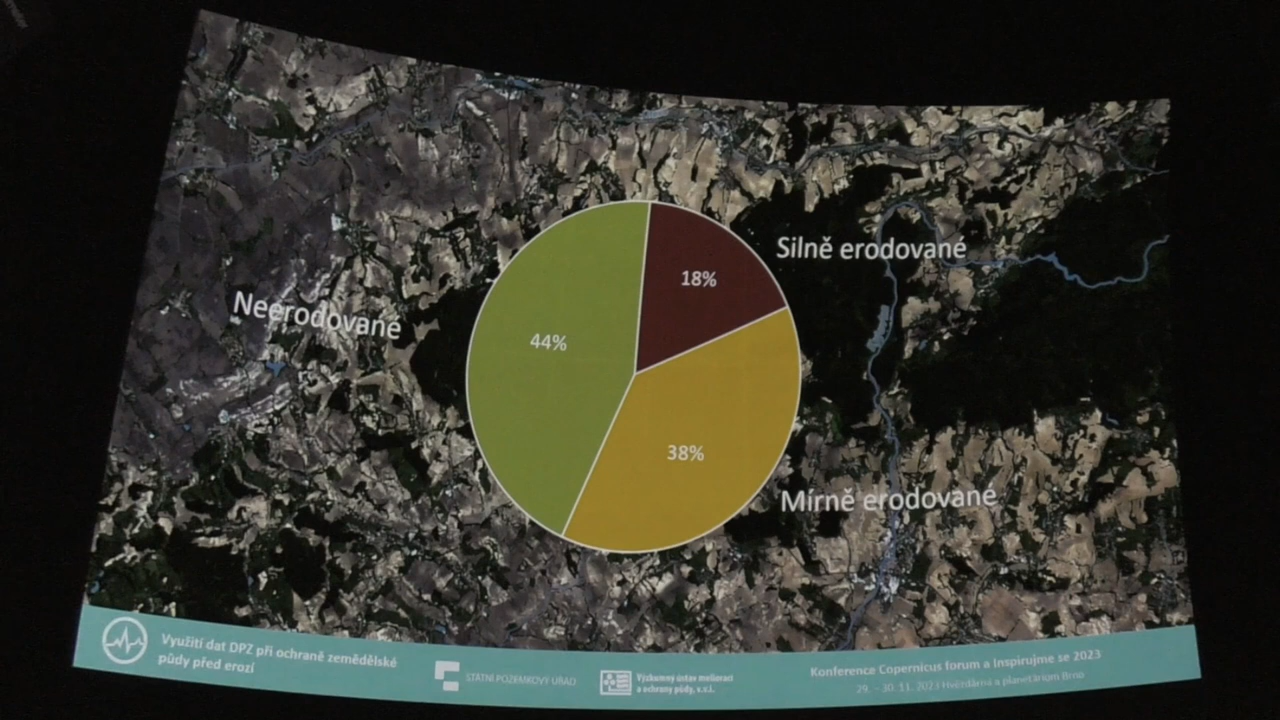 Silně erodované
18%
Neerodované
44%
38%
Mírně erodované
Využití dat DPZ při ochraně zemědělské
půdy před erozí
STÁTNÍ POZEMKOVÝ ÚŘAD
Výzkumný ústav meliorací
a ochrany půdy, v.v.i.
Konference Copernicus forum a Inspirujme se 2023
29. - 30. 11. 2023 Hvězdárna a planetárium Brno